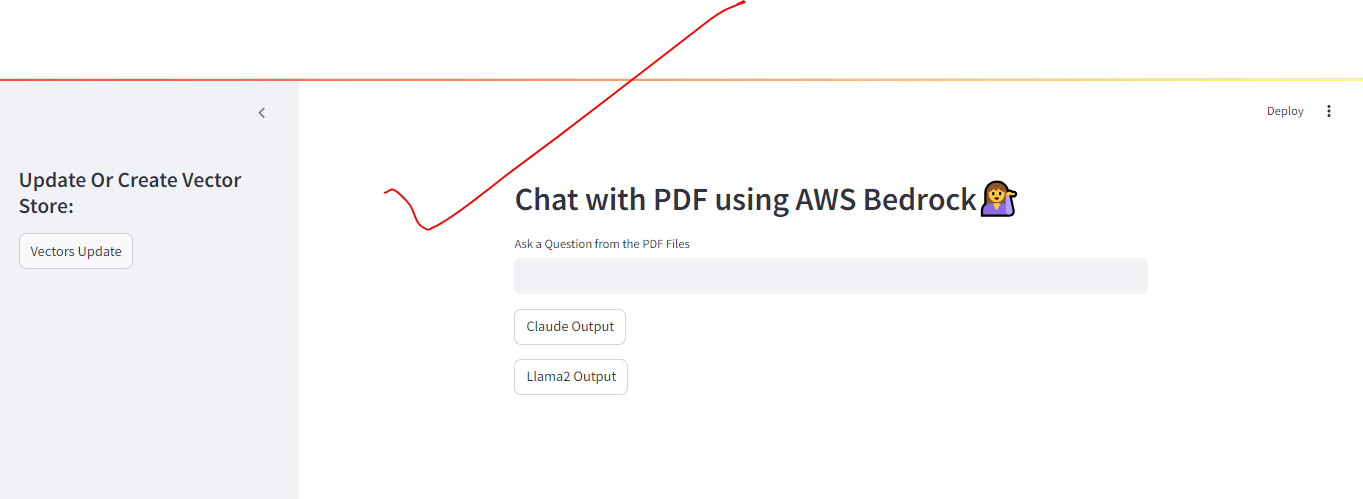 Deploy
Update Or Create Vector
Store:
Vectors Update
Chat with PDF using AWS Bedrock💁‍♀️
Ask a Question from the PDF Files
Claude Output
Llama2 Output